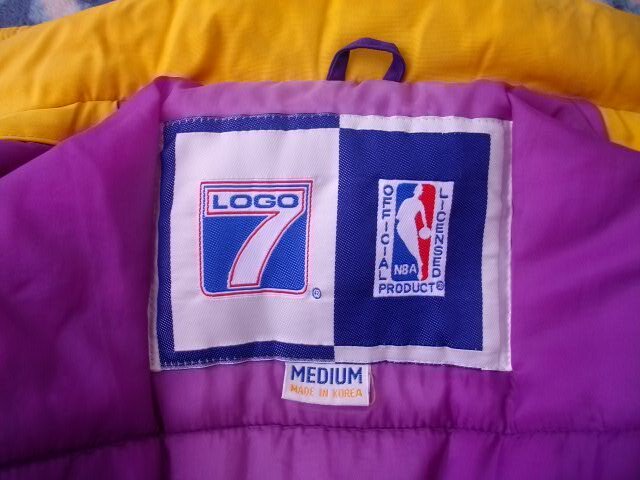 LOGO
7
®
OFFICIAL
LICENSED
NBA
PRODUCT®
MEDIUM
MADE IN KOREA